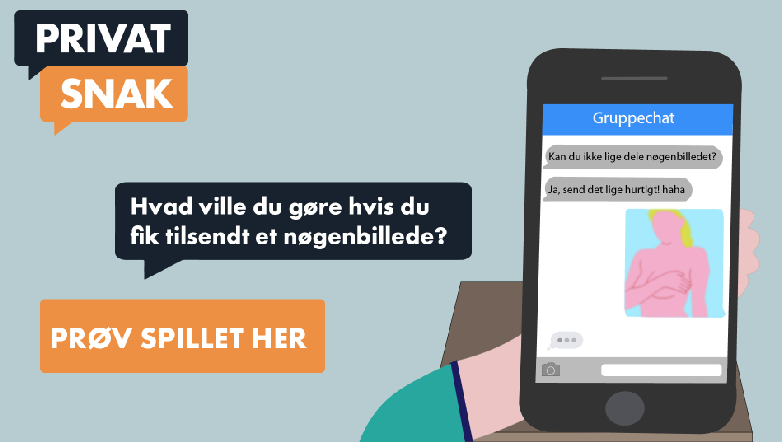 PRIVAT
SNAK
Hvad ville du gøre hvis du
fik tilsendt et nøgenbillede?
PRØV SPILLET HER
Gruppechat
Kan du ikke lige dele nøgenbilledet?
Ja, send det lige hurtigt! haha